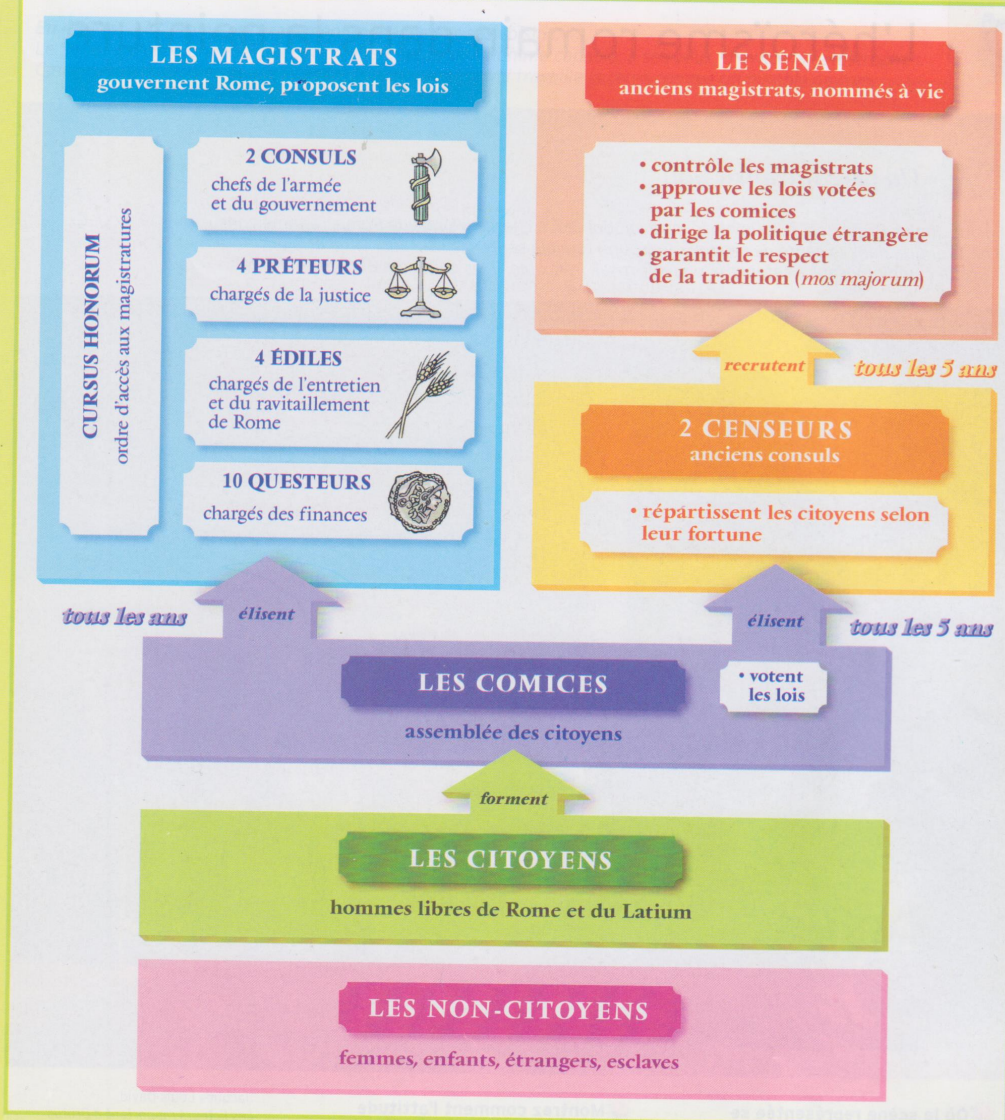 LES MAGISTRATS
gouvernent Rome, proposent les lois
CURSUS HONORUM
ordre d'accès aux magistratures
2 CONSULS
chefs de l'armée
et du gouvernement
4 PRÉTEURS
chargés de la justice
4 ÉDILES
chargés de l'entretien
et du ravitaillement
de Rome
10 QUESTEURS
chargés des finances
LE SÉNAT
anciens magistrats, nommés à vie
• contrôle les magistrats
• approuve les lois votées
par les comices
• dirige la politique étrangère
• garantit le respect
de la tradition (mos majorum)
recrutent
tous les 5 ans
2 CENSEURS
anciens consuls
• répartissent les citoyens selon
leur fortune
tous les ans
élisent
élisent
tous les 5 ans
LES COMICES
assemblée des citoyens
• votent
les lois
forment
LES CITOYENS
hommes libres de Rome et du Latium
LES NON-CITOYENS
femmes, enfants, étrangers, esclaves